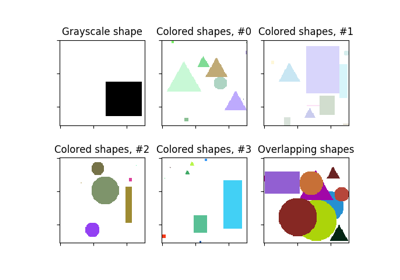 Grayscale shape
Colored shapes, #0
Colored shapes, #1
Colored shapes, #2
Colored shapes, #3
Overlapping shapes